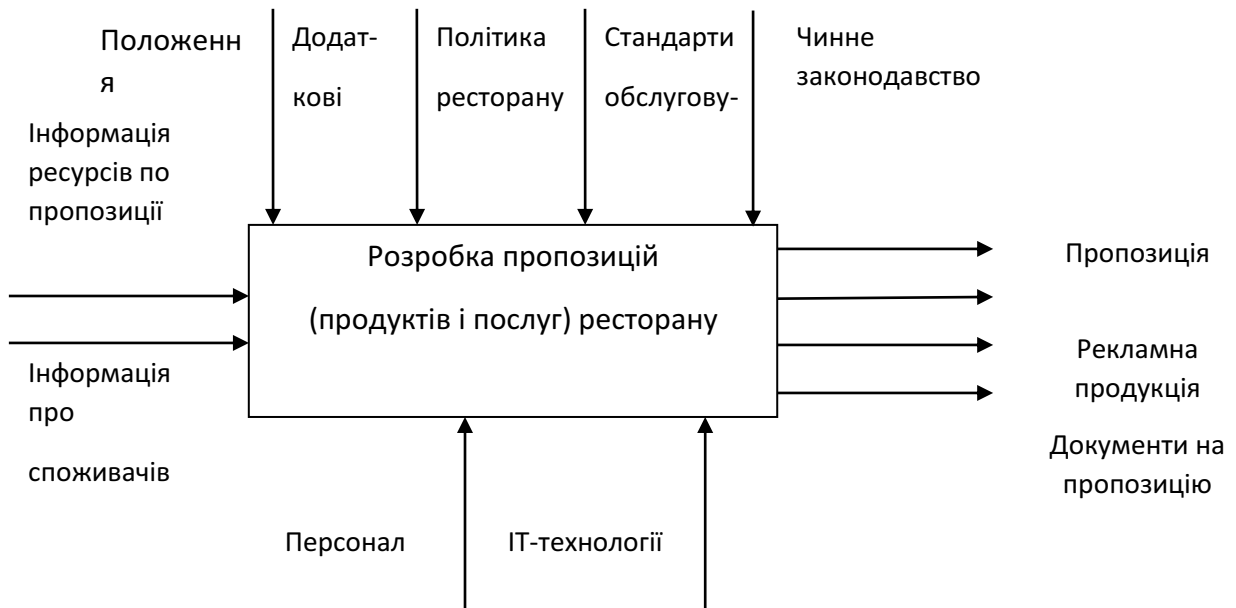 Положенн
я
Додат-
кові
Політика
ресторану
Стандарти
обслугову-
Чинне
законодавство
Інформація
ресурсів по
пропозиції
Розробка пропозицій
(продуктів і послуг) ресторану
Інформація
про
споживачів
Пропозиція
Рекламна
продукція
Документи на
пропозицію
Персонал
ІТ-технології